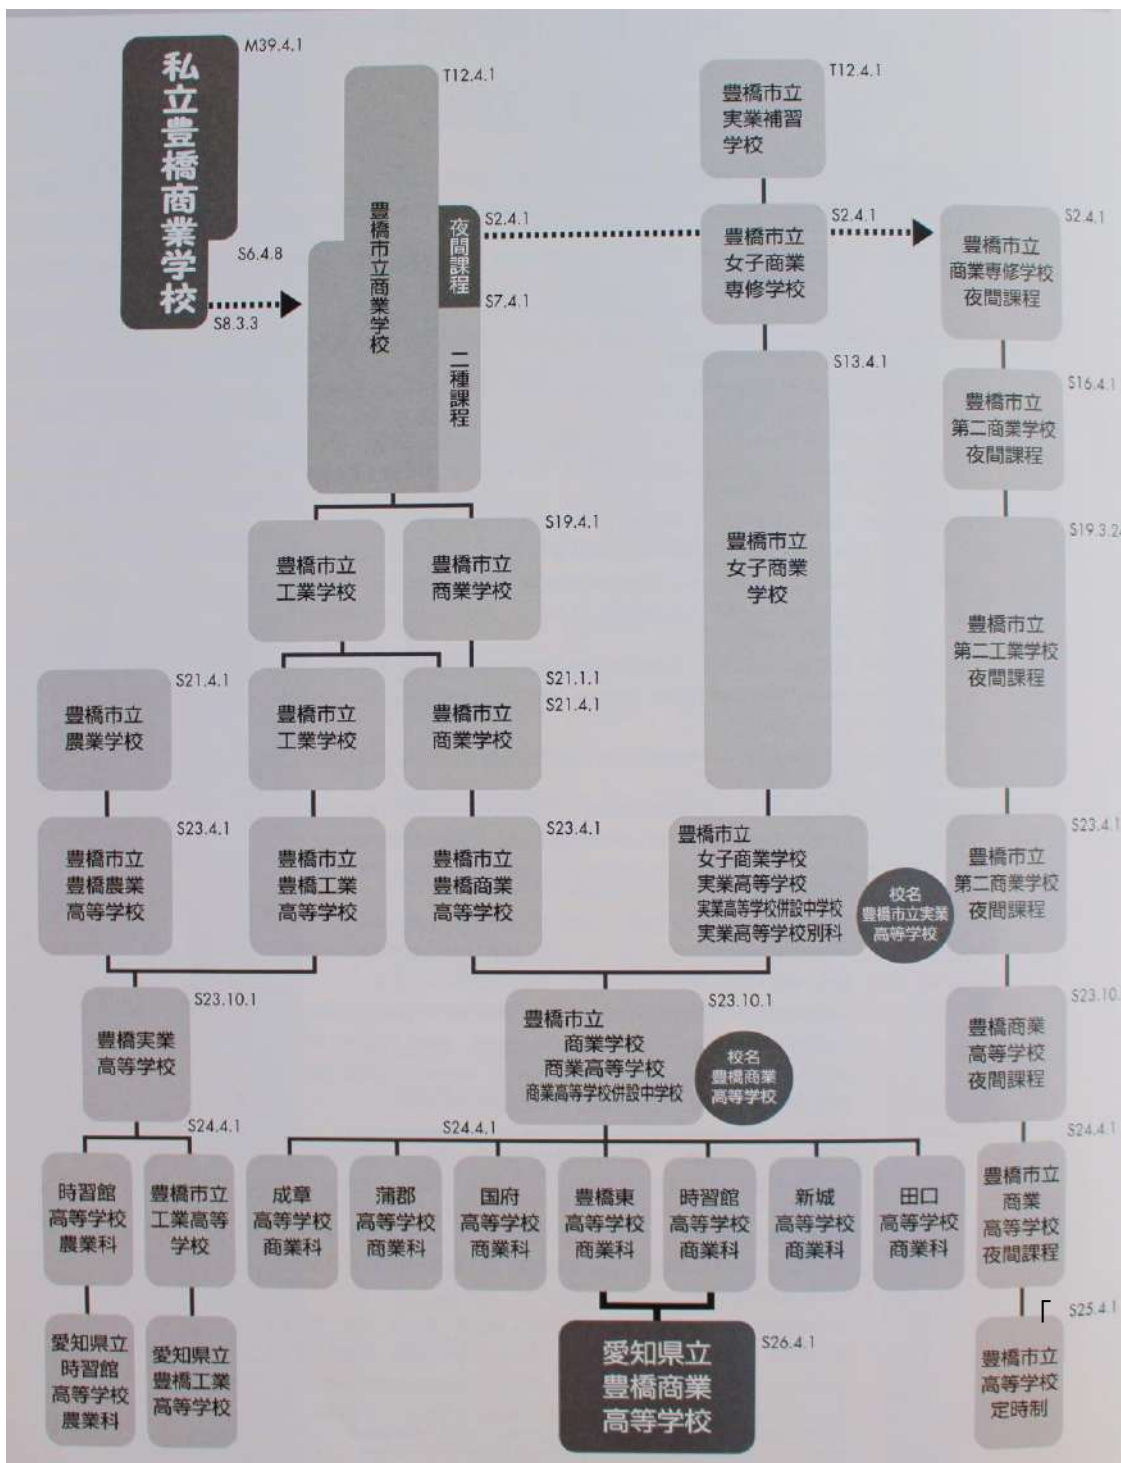 M39.4.1
私立豊橋商業学校
S6.4.8
S8.3.3
T12.4.1
豊橋市立商業学校
夜間課程
S2.4.1
S7.4.1
二種課程
T12.4.1
豊橋市立
実業補習
学校
豊橋市立
女子商業
専修学校
S2.4.1
S2.4.1
豊橋市立
商業専修学校
夜間課程
S13.4.1
豊橋市立
女子商業
学校
S16.4.1
豊橋市立
第二商業学校
夜間課程
S19.4.1
豊橋市立
工業学校
豊橋市立
商業学校
S19.3.2
豊橋市立
第二工業学校
夜間課程
S21.4.1
豊橋市立
農業学校
豊橋市立
工業学校
S21.1.1
S21.4.1
豊橋市立
商業学校
S23.4.1
豊橋市立
豊橋農業
高等学校
豊橋市立
豊橋工業
高等学校
S23.4.1
豊橋市立
豊橋商業
高等学校
豊橋市立
女子商業学校
実業高等学校
実業高等学校併設中学校
実業高等学校別科
校名
豊橋市立実業
高等学校
S23.4.1
豊橋市立
第二商業学校
夜間課程
S23.10.1
豊橋実業
高等学校
S23.10.1
豊橋市立
商業学校
商業高等学校
商業高等学校併設中学校
校名
豊橋商業
高等学校
S23.10.
豊橋商業
高等学校
夜間課程
S24.4.1
時習館
高等学校
農業科
豊橋市立
工業高等
学校
S24.4.1
成章
高等学校
商業科
蒲郡
高等学校
商業科
国府
高等学校
商業科
豊橋東
高等学校
商業科
時習館
高等学校
商業科
新城
高等学校
商業科
田口
高等学校
商業科
S24.4.1
豊橋市立
商業
高等学校
夜間課程
愛知県立
時習館
高等学校
農業科
愛知県立
豊橋工業
高等学校
S26.4.1
愛知県立
豊橋商業
高等学校
S25.4.1
豊橋市立
高等学校
定時制